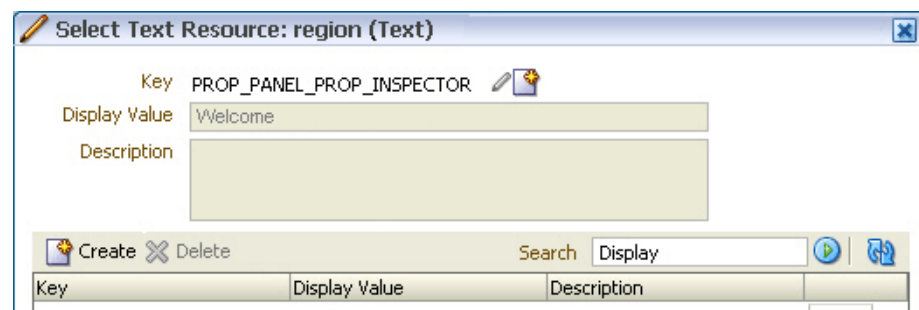 Select Text Resource: region (Text)
Key PROP_PANEL_PROP_INSPECTOR
Display Value Welcome
Description
Create Delete Search Display
Key Display Value Description